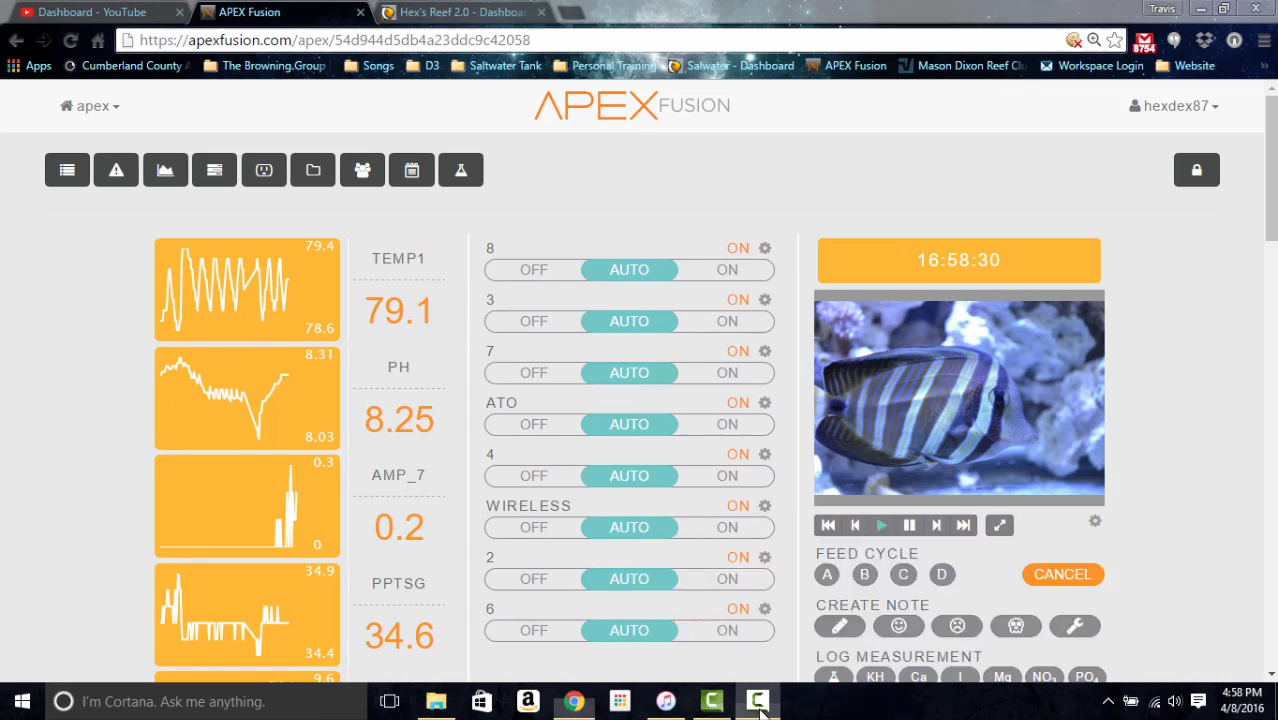 Dashboard - YouTube
APEX Fusion
Hex's Reef 2.0 - Dashboa
Travis
https://apexfusion.com/apex/54d944d5db4a23ddc9c42058
8754
Apps
Cumberland County A
The Browning.Group
Songs
D3
Saltwater Tank
Personal Training
Salwater - Dashboard
APEX Fusion
Mason Dixon Reef Clu
Workspace Login
Website
apex
APEX FUSION
hexdex87
79.4
78.6
TEMP1
79.1
8.31
8.03
PH
8.25
0.3
0
AMP_7
0.2
34.9
34.4
PPTSG
34.6
9.6
8 ON
OFF AUTO ON
3 ON
OFF AUTO ON
7 ON
OFF AUTO ON
ATO ON
OFF AUTO ON
4 ON
OFF AUTO ON
WIRELESS ON
OFF AUTO ON
2 ON
OFF AUTO ON
6 ON
OFF AUTO ON
16:58:30
FEED CYCLE
A B C D CANCEL
CREATE NOTE
LOG MEASUREMENT
KH Ca I Mg NO3 PO4
I'm Cortana. Ask me anything.
4:58 PM
4/8/2016